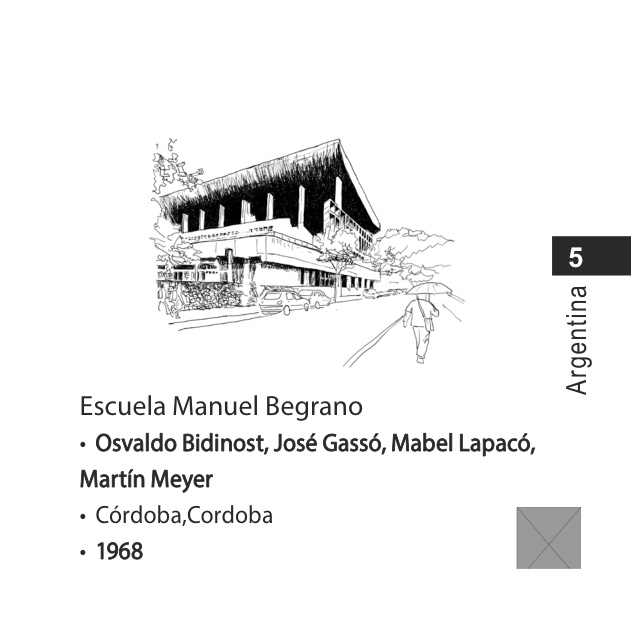 5
Argentina
Escuela Manuel Begrano
• Osvaldo Bidinost, José Gassó, Mabel Lapacó,
Martín Meyer
• Córdoba,Cordoba
• 1968